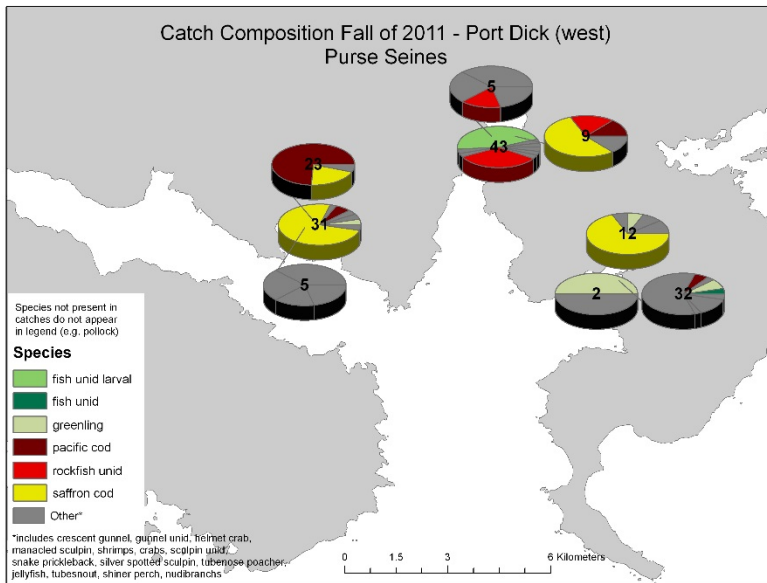 Catch Composition Fall of 2011 - Port Dick (west)
Purse Seines
5
43
9
23
31
12
5
2
32
Species not present in
catches do not appear
in legend (e.g. pollock)
Species
fish unid larval
fish unid
greenling
pacific cod
rockfish unid
saffron cod
Other*
*includes crescent gunnel, gunnel unid, helmet crab,
manacled sculpin, shrimps, crabs, sculpin unid,
snake prickleback, silver spotted sculpin, tubenose poacher,
jellyfish, tubesnout, shiner perch, nudibranchs
0 1.5 3 6 Kilometers